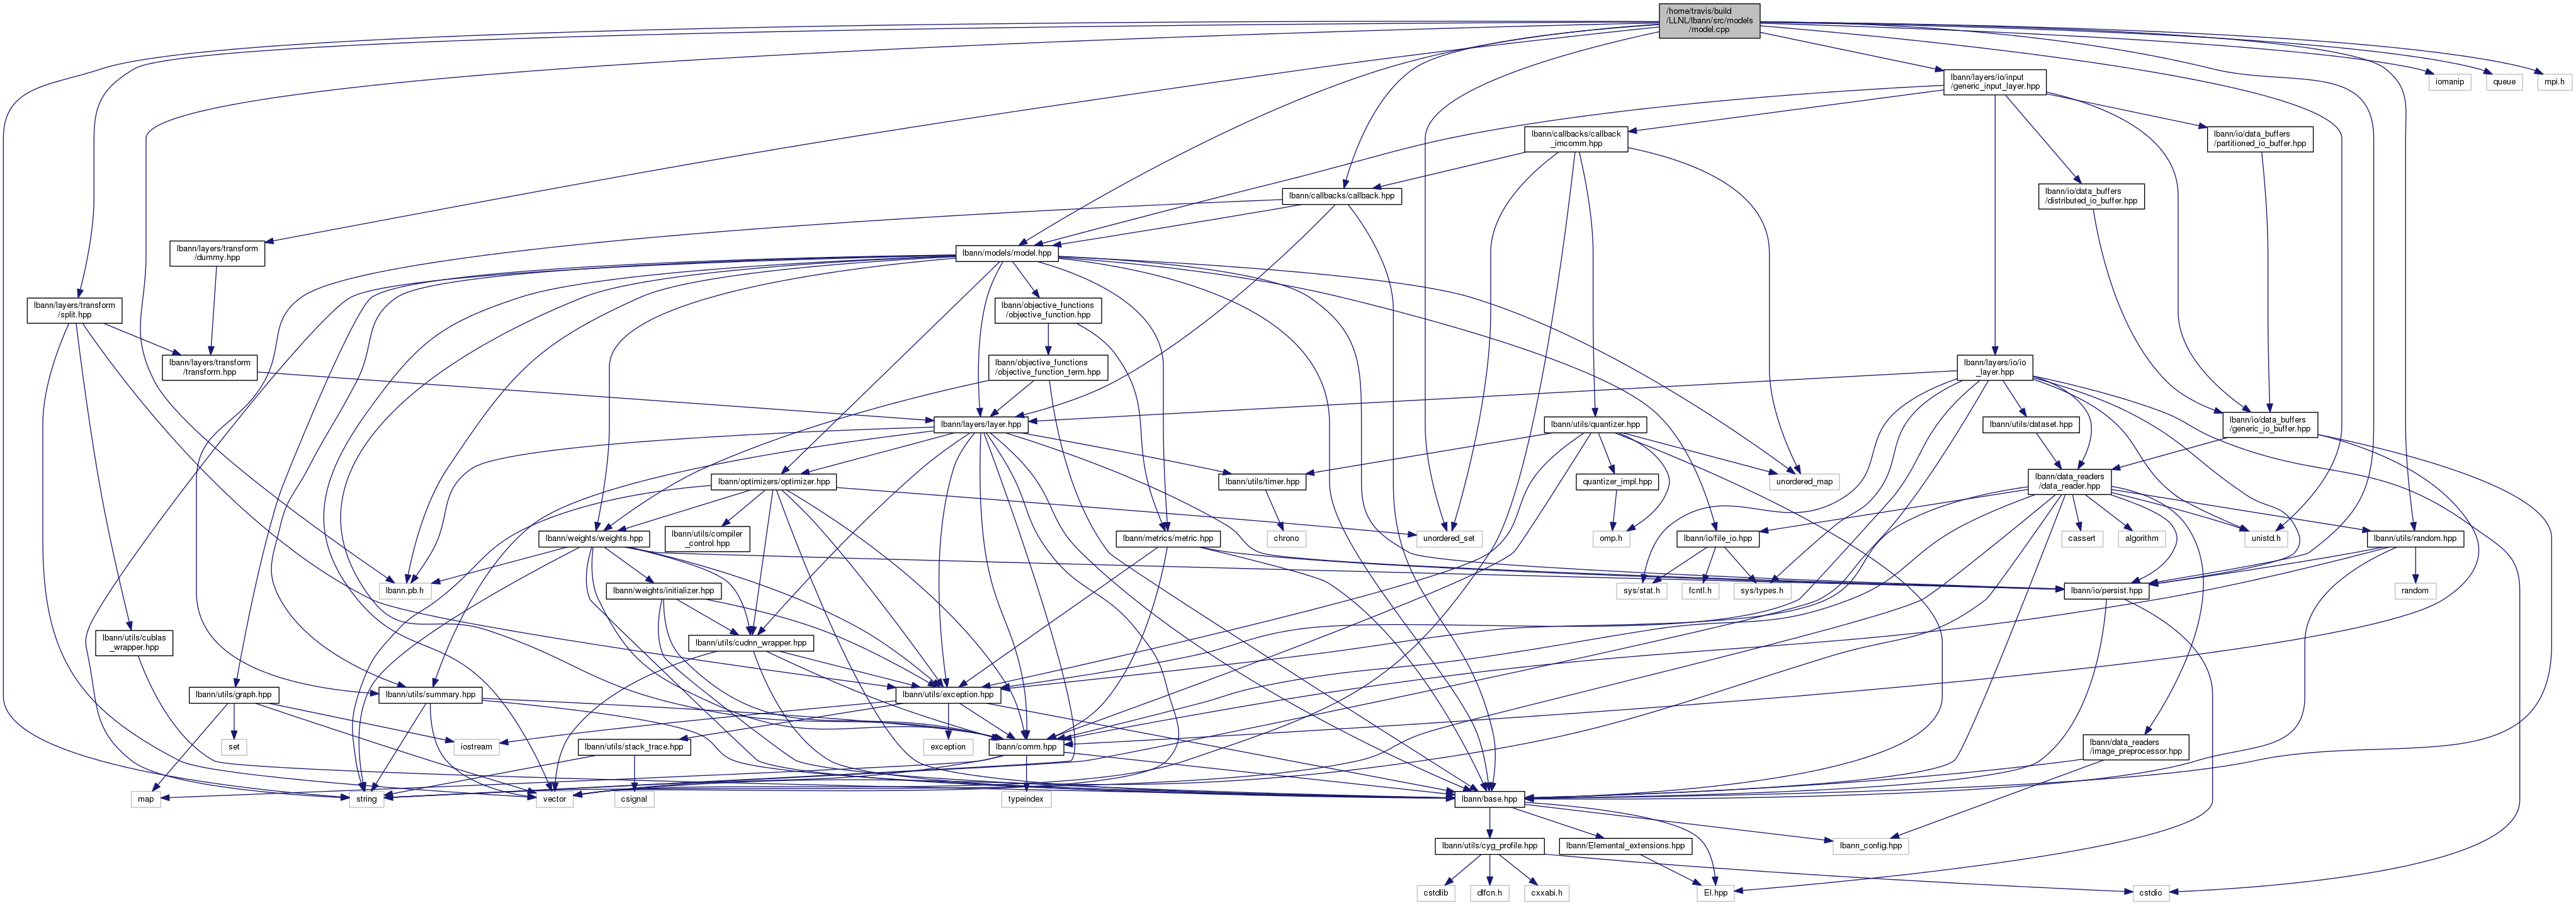 /home/travis/build
/LLNL/lbann/src/models
/model.cpp
lbann/layers/io/input
/generic_input_layer.hpp
iomanip
queue
mpi.h
lbann/callbacks/callback
_imcomm.hpp
lbann/io/data_buffers
/partitioned_io_buffer.hpp
lbann/callbacks/callback.hpp
lbann/io/data_buffers
/distributed_io_buffer.hpp
lbann/layers/transform
/dummy.hpp
lbann/models/model.hpp
lbann/layers/transform
/split.hpp
lbann/objective_functions
/objective_function.hpp
lbann/layers/transform
/transform.hpp
lbann/objective_functions
/objective_function_term.hpp
lbann/layers/io/io
_layer.hpp
lbann/layers/layer.hpp
lbann/utils/quantizer.hpp
lbann/utils/dataset.hpp
lbann/io/data_buffers
/generic_io_buffer.hpp
lbann/optimizers/optimizer.hpp
lbann/utils/timer.hpp
quantizer_impl.hpp
unordered_map
lbann/data_readers
/data_reader.hpp
lbann/weights/weights.hpp
lbann/utils/compiler
_control.hpp
lbann/metrics/metric.hpp
chrono
unordered_set
omp.h
lbann/io/file_io.hpp
cassert
algorithm
unistd.h
lbann/utils/random.hpp
lbann.pb.h
lbann/weights/initializer.hpp
sys/stat.h
fcntl.h
sys/types.h
lbann/io/persist.hpp
random
lbann/utils/cublas
_wrapper.hpp
lbann/utils/cudnn_wrapper.hpp
lbann/utils/graph.hpp
lbann/utils/summary.hpp
lbann/utils/exception.hpp
set
iostream
lbann/utils/stack_trace.hpp
exception
lbann/comm.hpp
lbann/data_readers
/image_preprocessor.hpp
map
string
vector
csignal
typeindex
lbann/base.hpp
lbann/utils/cyg_profile.hpp
lbann/Elemental_extensions.hpp
lbann_config.hpp
cstdlib
dlfcn.h
cxxabi.h
El.hpp
cstdio